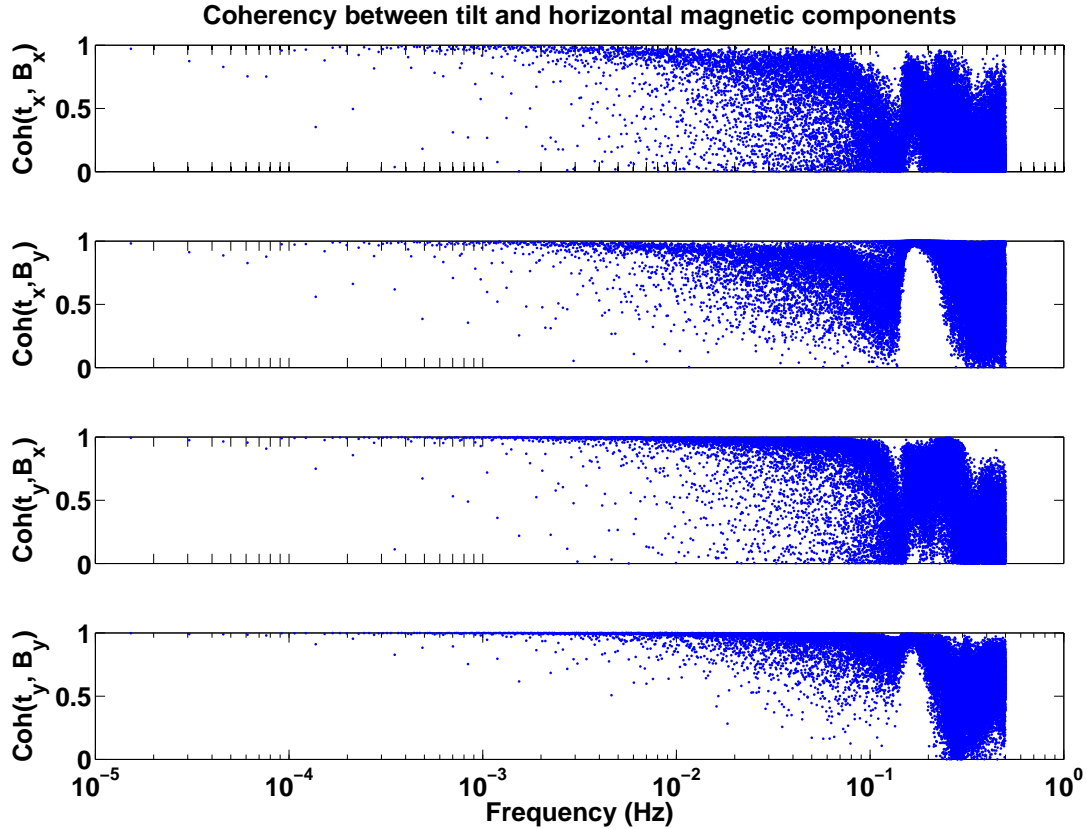 Coherency between tilt and horizontal magnetic components
1
0.5
0
Coh(t_x, B_x)
1
0.5
0
Coh(t_x,B_y)
1
0.5
0
Coh(t_y,B_x)
1
0.5
0
Coh(t_y, B_y)
10^−5 10^−4 10^−3 10^−2 10^−1 10^0
Frequency (Hz)